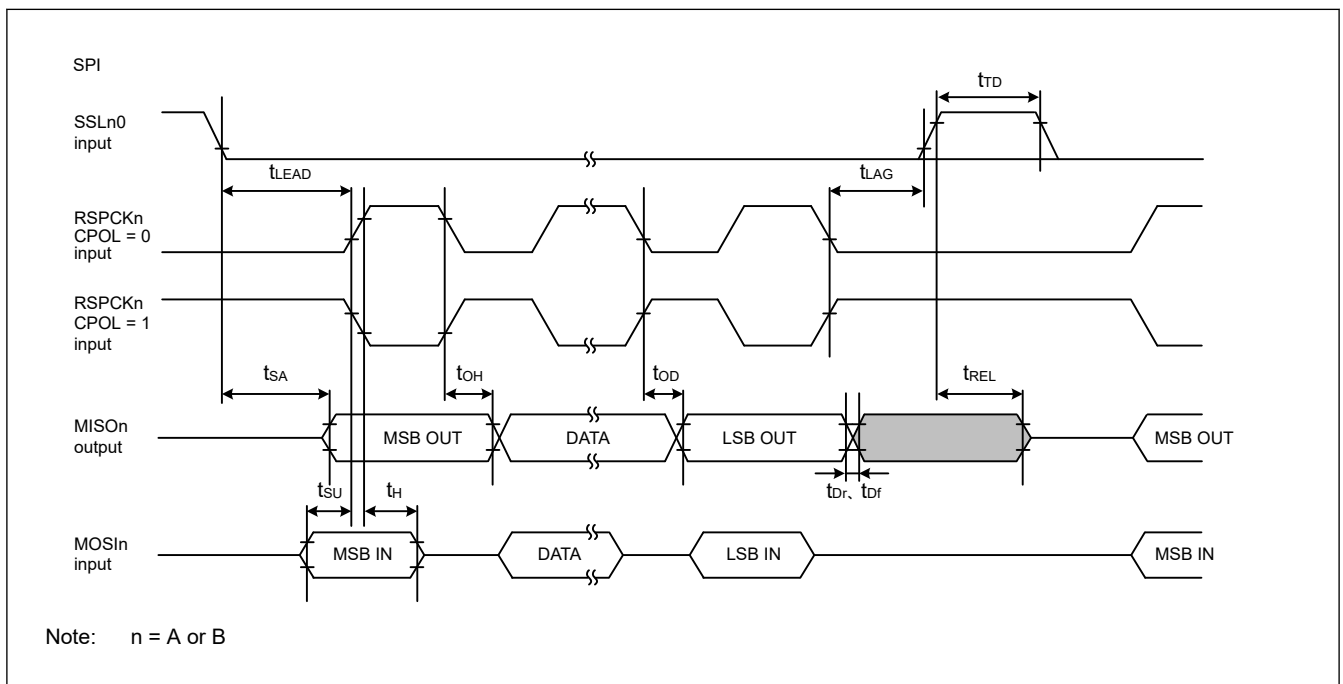 SPI
tTD
SSLn0
input
tLEAD
tLAG
RSPCKn
CPOL = 0
input
RSPCKn
CPOL = 1
input
tSA
tOH
tOD
tREL
MISOn
output
MSB OUT
DATA
LSB OUT
MSB OUT
tDr、 tDf
tSU
tH
MOSIn
input
MSB IN
DATA
LSB IN
MSB IN
Note: n = A or B